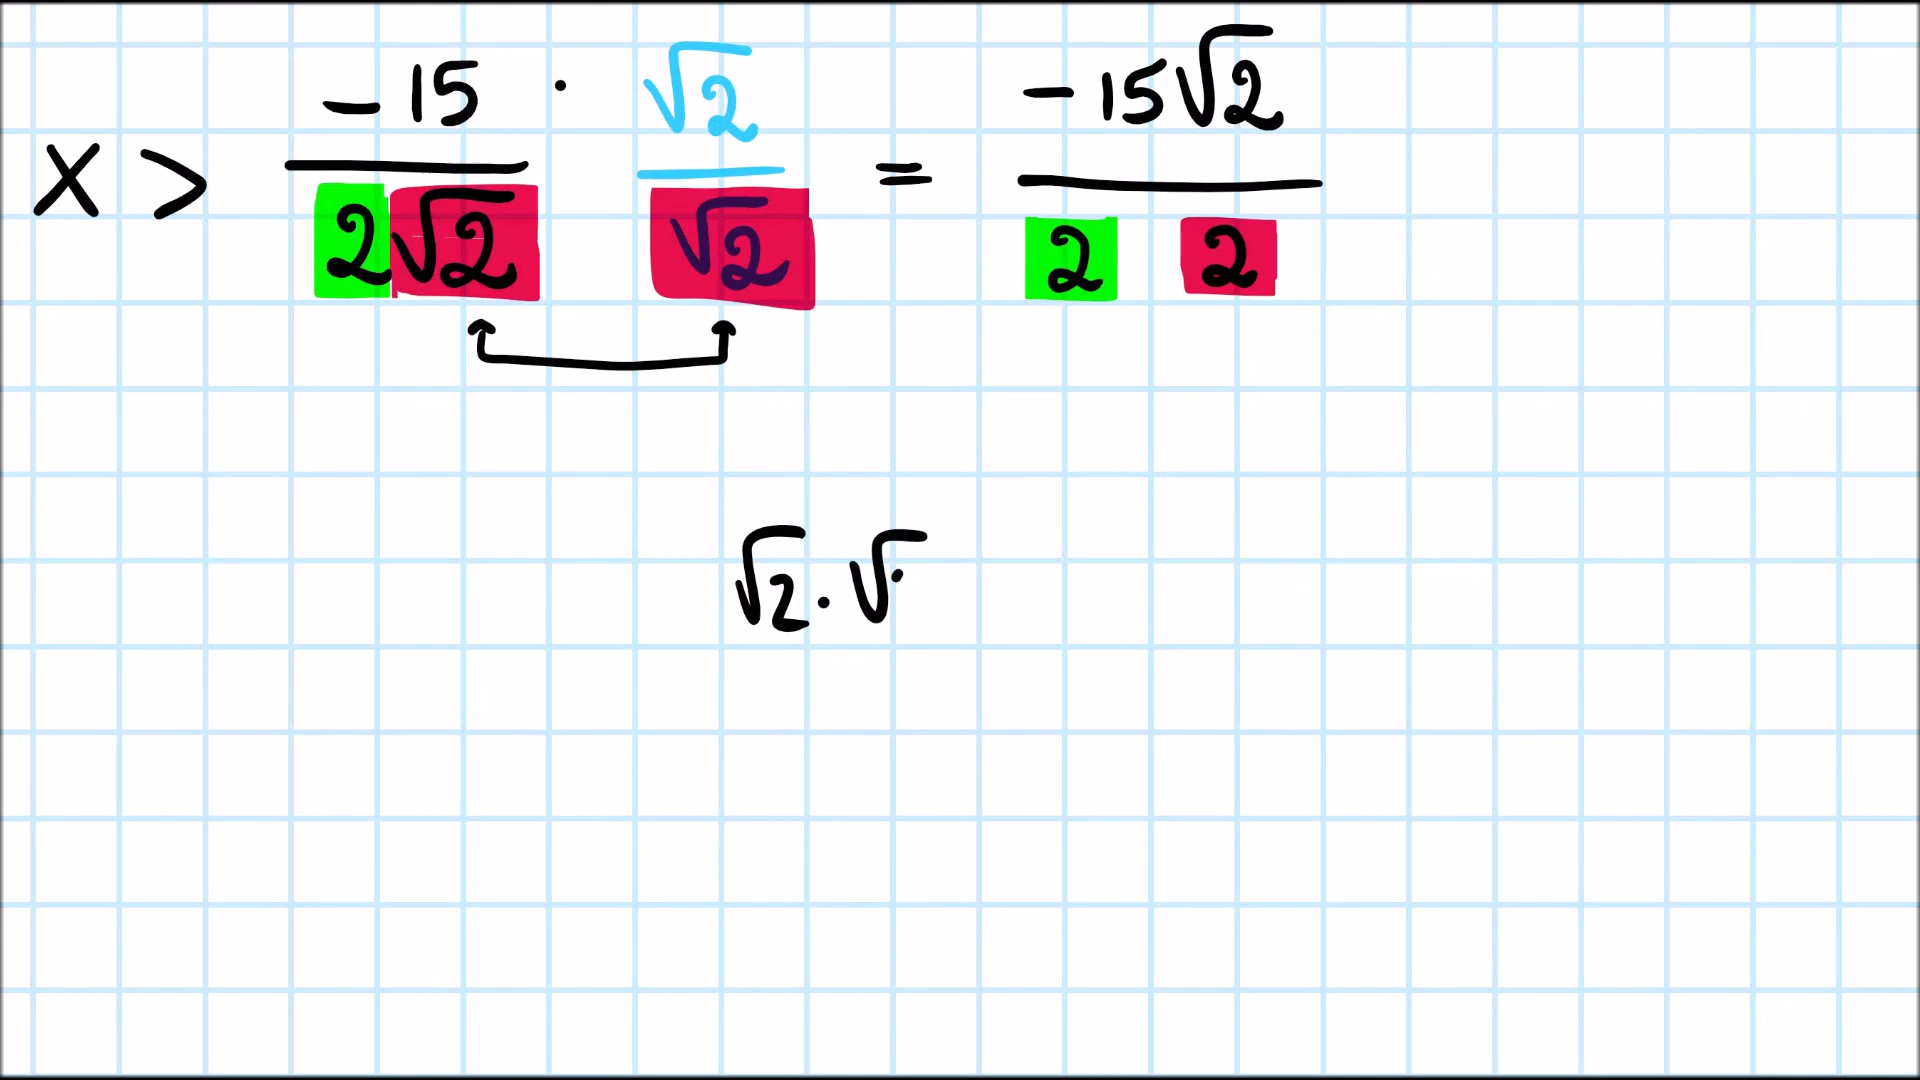 x > -15/2√2 · √2/√2 = -15√2/2 2
√2 · √